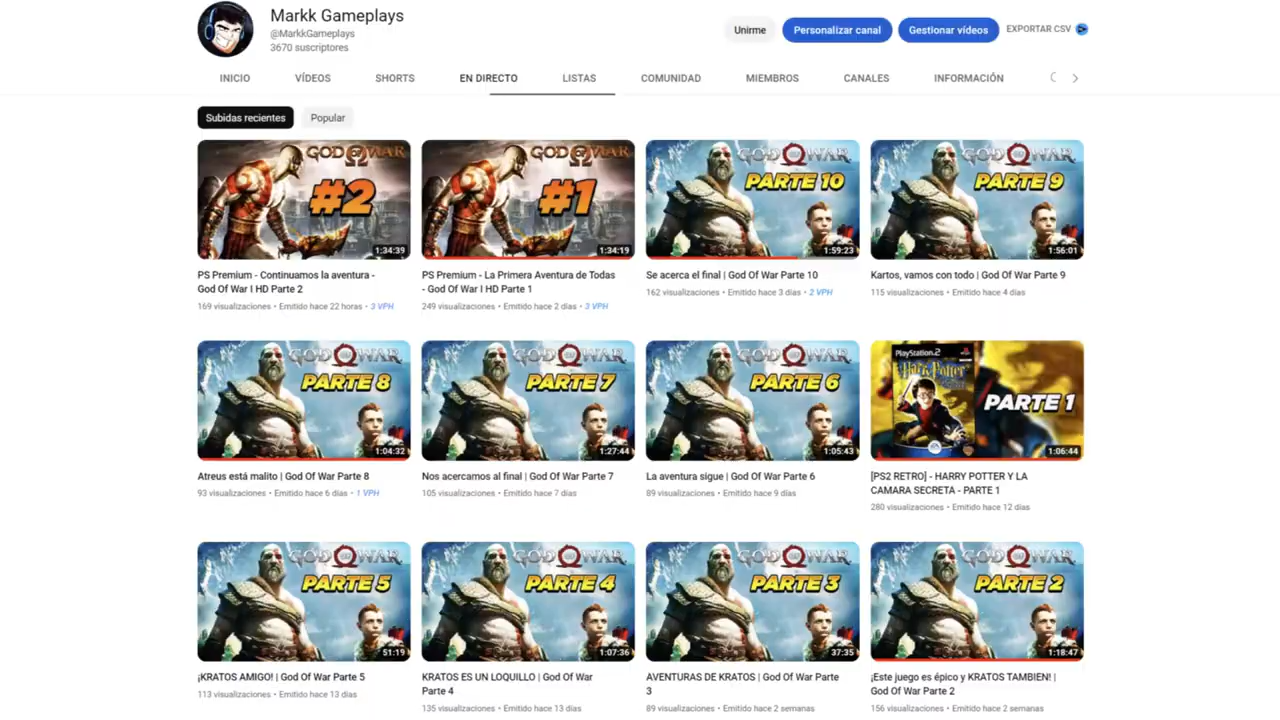 Markk Gameplays
@MarkkGameplays
3670 suscriptores
Unirme
Personalizar canal
Gestionar vídeos
EXPORTAR CSV
INICIO
VÍDEOS
SHORTS
EN DIRECTO
LISTAS
COMUNIDAD
MIEMBROS
CANALES
INFORMACIÓN
Subidas recientes
Popular
GOD OF WAR
#2
1:34:39
GOD OF WAR
#1
1:34:19
GOD WAR
PARTE 10
1:59:23
GOD WAR
PARTE 9
1:56:01
PS Premium - Continuamos la aventura -
God Of War I HD Parte 2
169 visualizaciones • Emitido hace 22 horas • 3 VPH
PS Premium - La Primera Aventura de Todas
- God Of War I HD Parte 1
249 visualizaciones • Emitido hace 2 días • 3 VPH
Se acerca el final | God Of War Parte 10
162 visualizaciones • Emitido hace 3 días • 2 VPH
Kartos, vamos con todo | God Of War Parte 9
115 visualizaciones • Emitido hace 4 días
GOD WAR
PARTE 8
1:04:32
GOD WAR
PARTE 7
1:27:44
GOD WAR
PARTE 6
1:05:43
PlayStation.2
Harry Potter
PARTE 1
1:06:44
Atreus está malito | God Of War Parte 8
93 visualizaciones • Emitido hace 6 días • 1 VPH
Nos acercamos al final | God Of War Parte 7
105 visualizaciones • Emitido hace 7 días
La aventura sigue | God Of War Parte 6
89 visualizaciones • Emitido hace 9 días
[PS2 RETRO] - HARRY POTTER Y LA
CAMARA SECRETA - PARTE 1
280 visualizaciones • Emitido hace 12 días
GOD WAR
PARTE 5
51:19
GOD WAR
PARTE 4
1:07:36
GOD WAR
PARTE 3
37:35
GOD WAR
PARTE 2
1:18:47
¡KRATOS AMIGO! | God Of War Parte 5
113 visualizaciones • Emitido hace 13 días
KRATOS ES UN LOQUILLO | God Of War
Parte 4
135 visualizaciones • Emitido hace 13 días
AVENTURAS DE KRATOS | God Of War Parte
3
89 visualizaciones • Emitido hace 2 semanas
¡Este juego es épico y KRATOS TAMBIEN! |
God Of War Parte 2
156 visualizaciones • Emitido hace 2 semanas